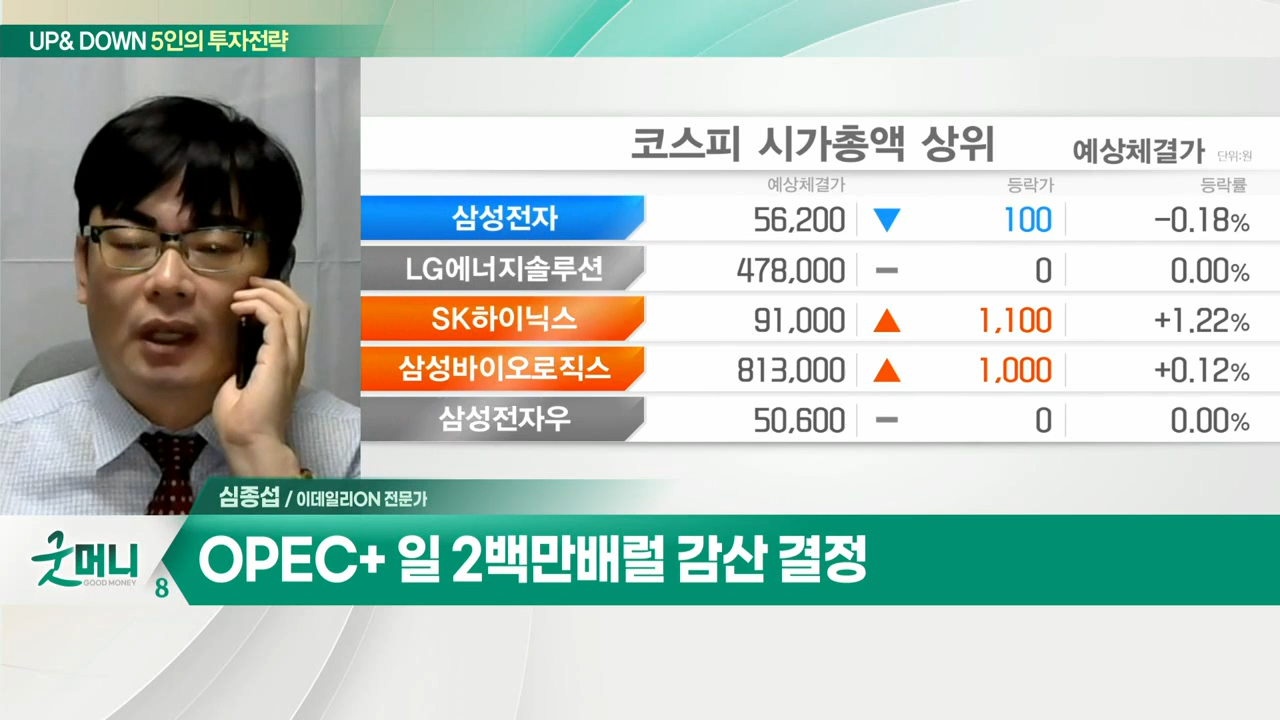 UP& DOWN 5인의 투자전략
코스피 시가총액 상위 예상체결가 단위:원
예상체결가 등락가 등락률
삼성전자 56,200 ▼ 100 -0.18%
LG에너지솔루션 478,000 - 0 0.00%
SK하이닉스 91,000 ▲ 1,100 +1.22%
삼성바이오로직스 813,000 ▲ 1,000 +0.12%
삼성전자우 50,600 - 0 0.00%
심종섭 / 이데일리ON 전문가
굿머니
GOOD MONEY
8
OPEC+ 일 2백만배럴 감산 결정